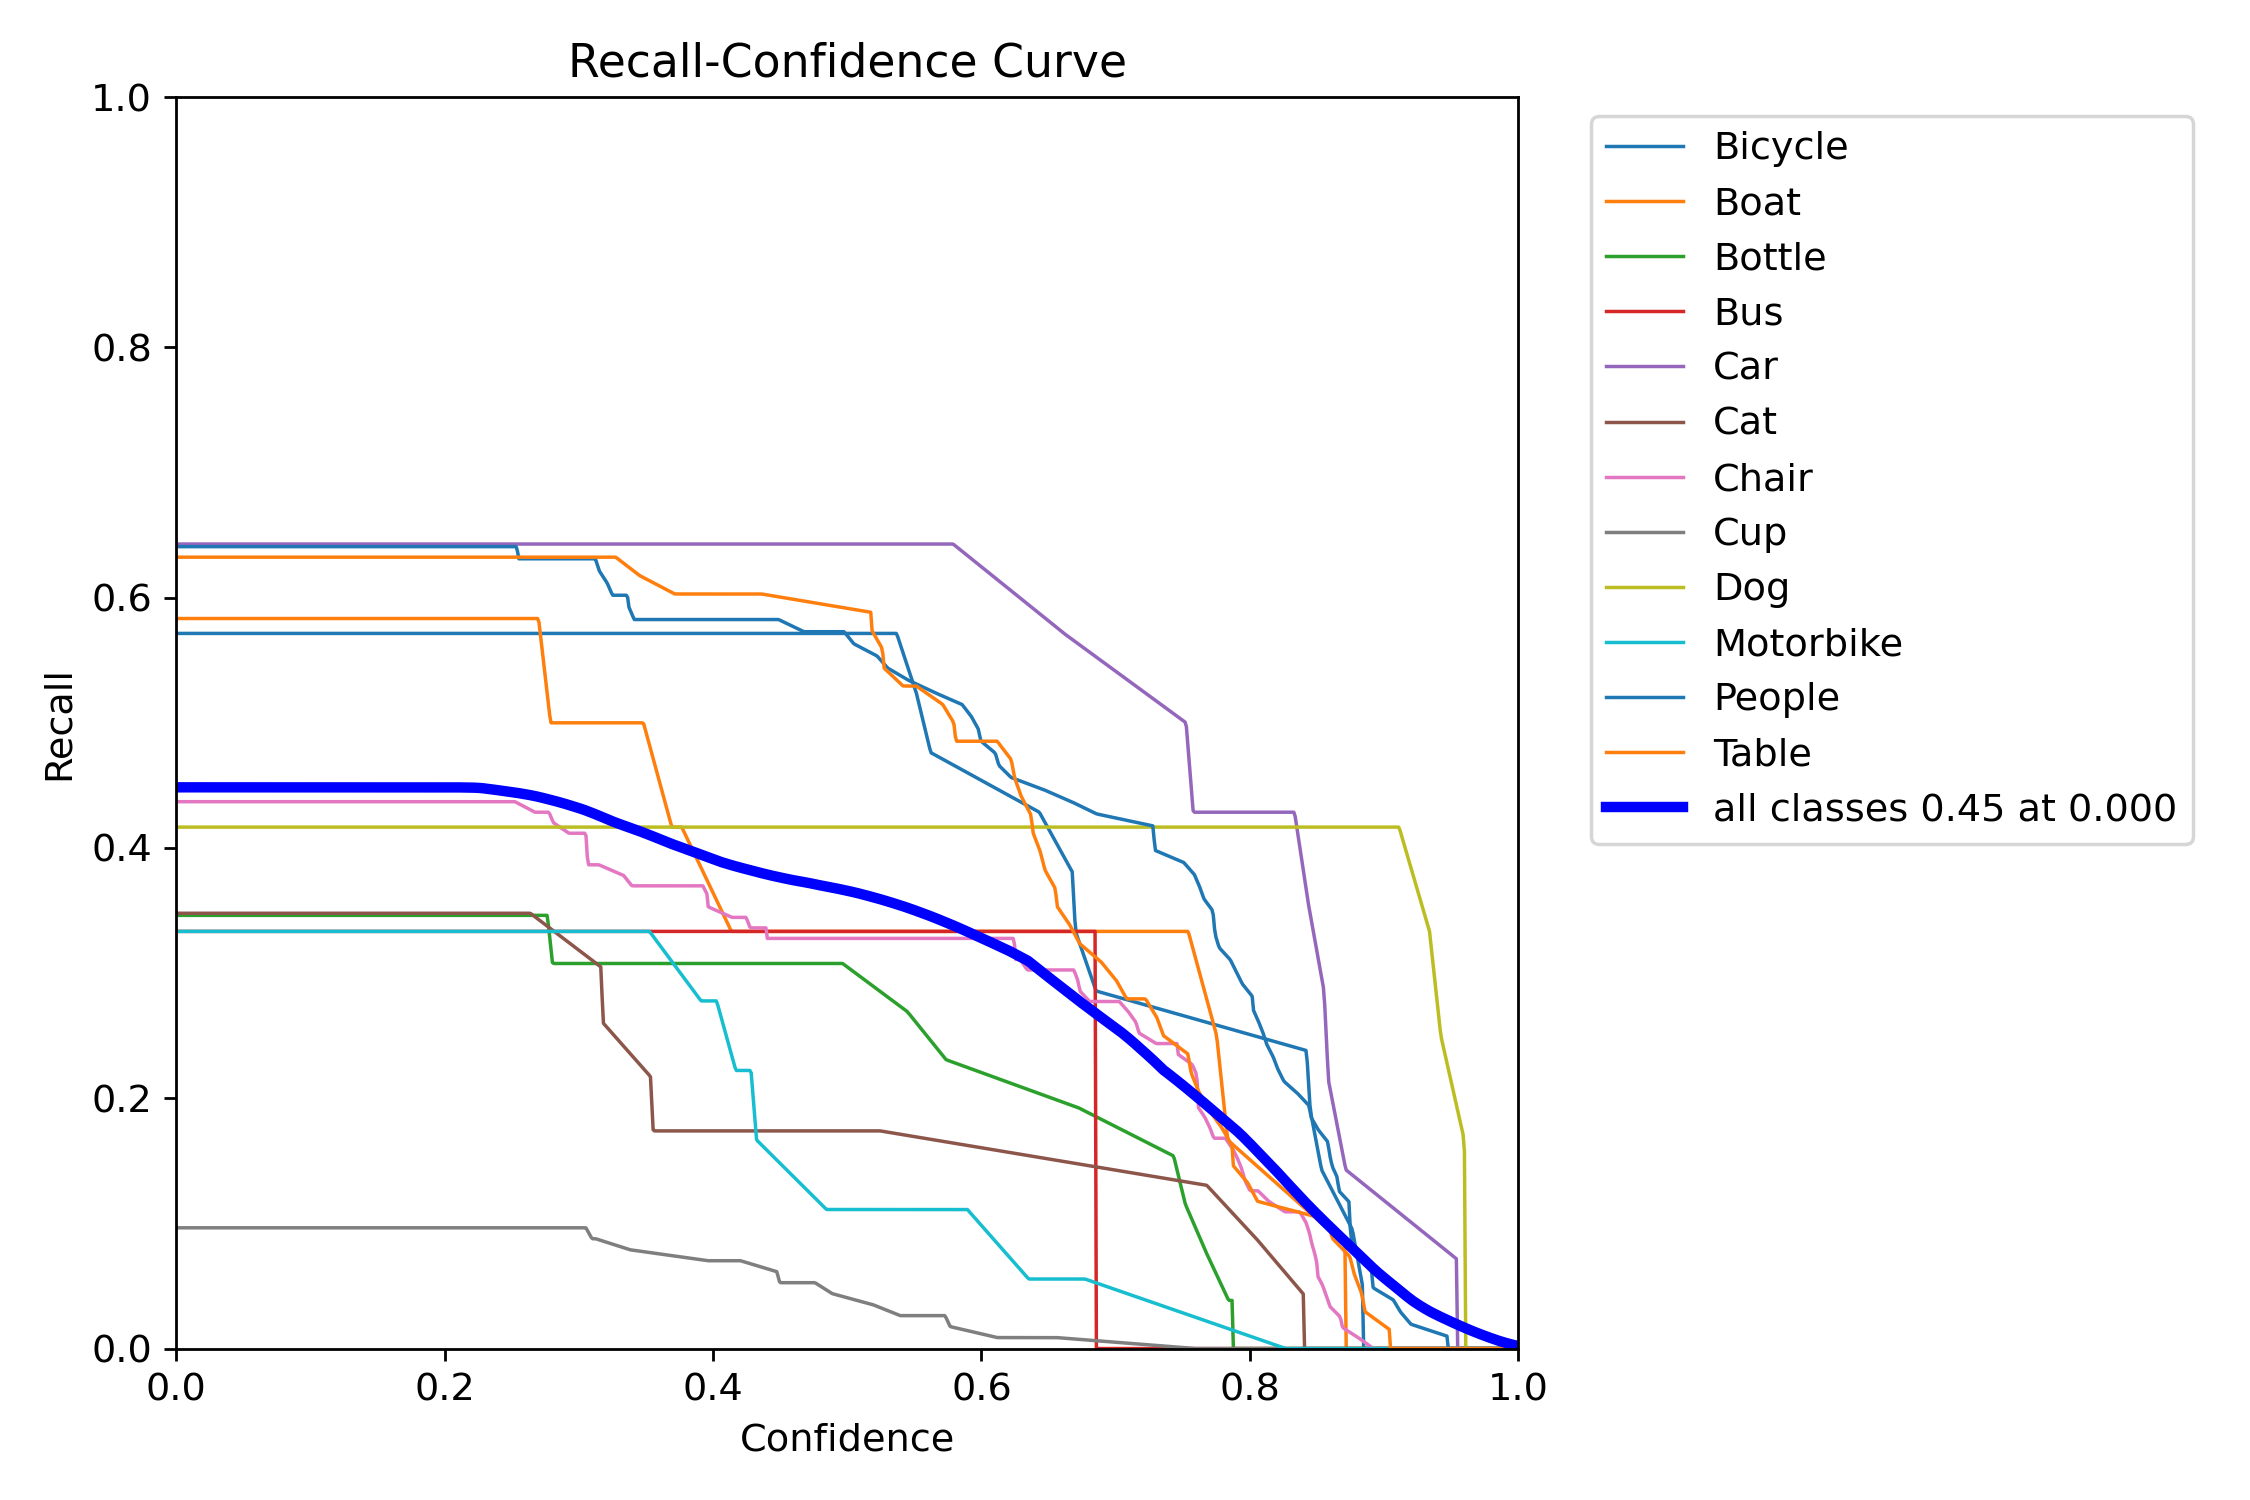 Recall-Confidence Curve
1.0
0.8
0.6
0.4
0.2
0.0
Recall
0.0 0.2 0.4 0.6 0.8 1.0
Confidence
Bicycle
Boat
Bottle
Bus
Car
Cat
Chair
Cup
Dog
Motorbike
People
Table
all classes 0.45 at 0.000